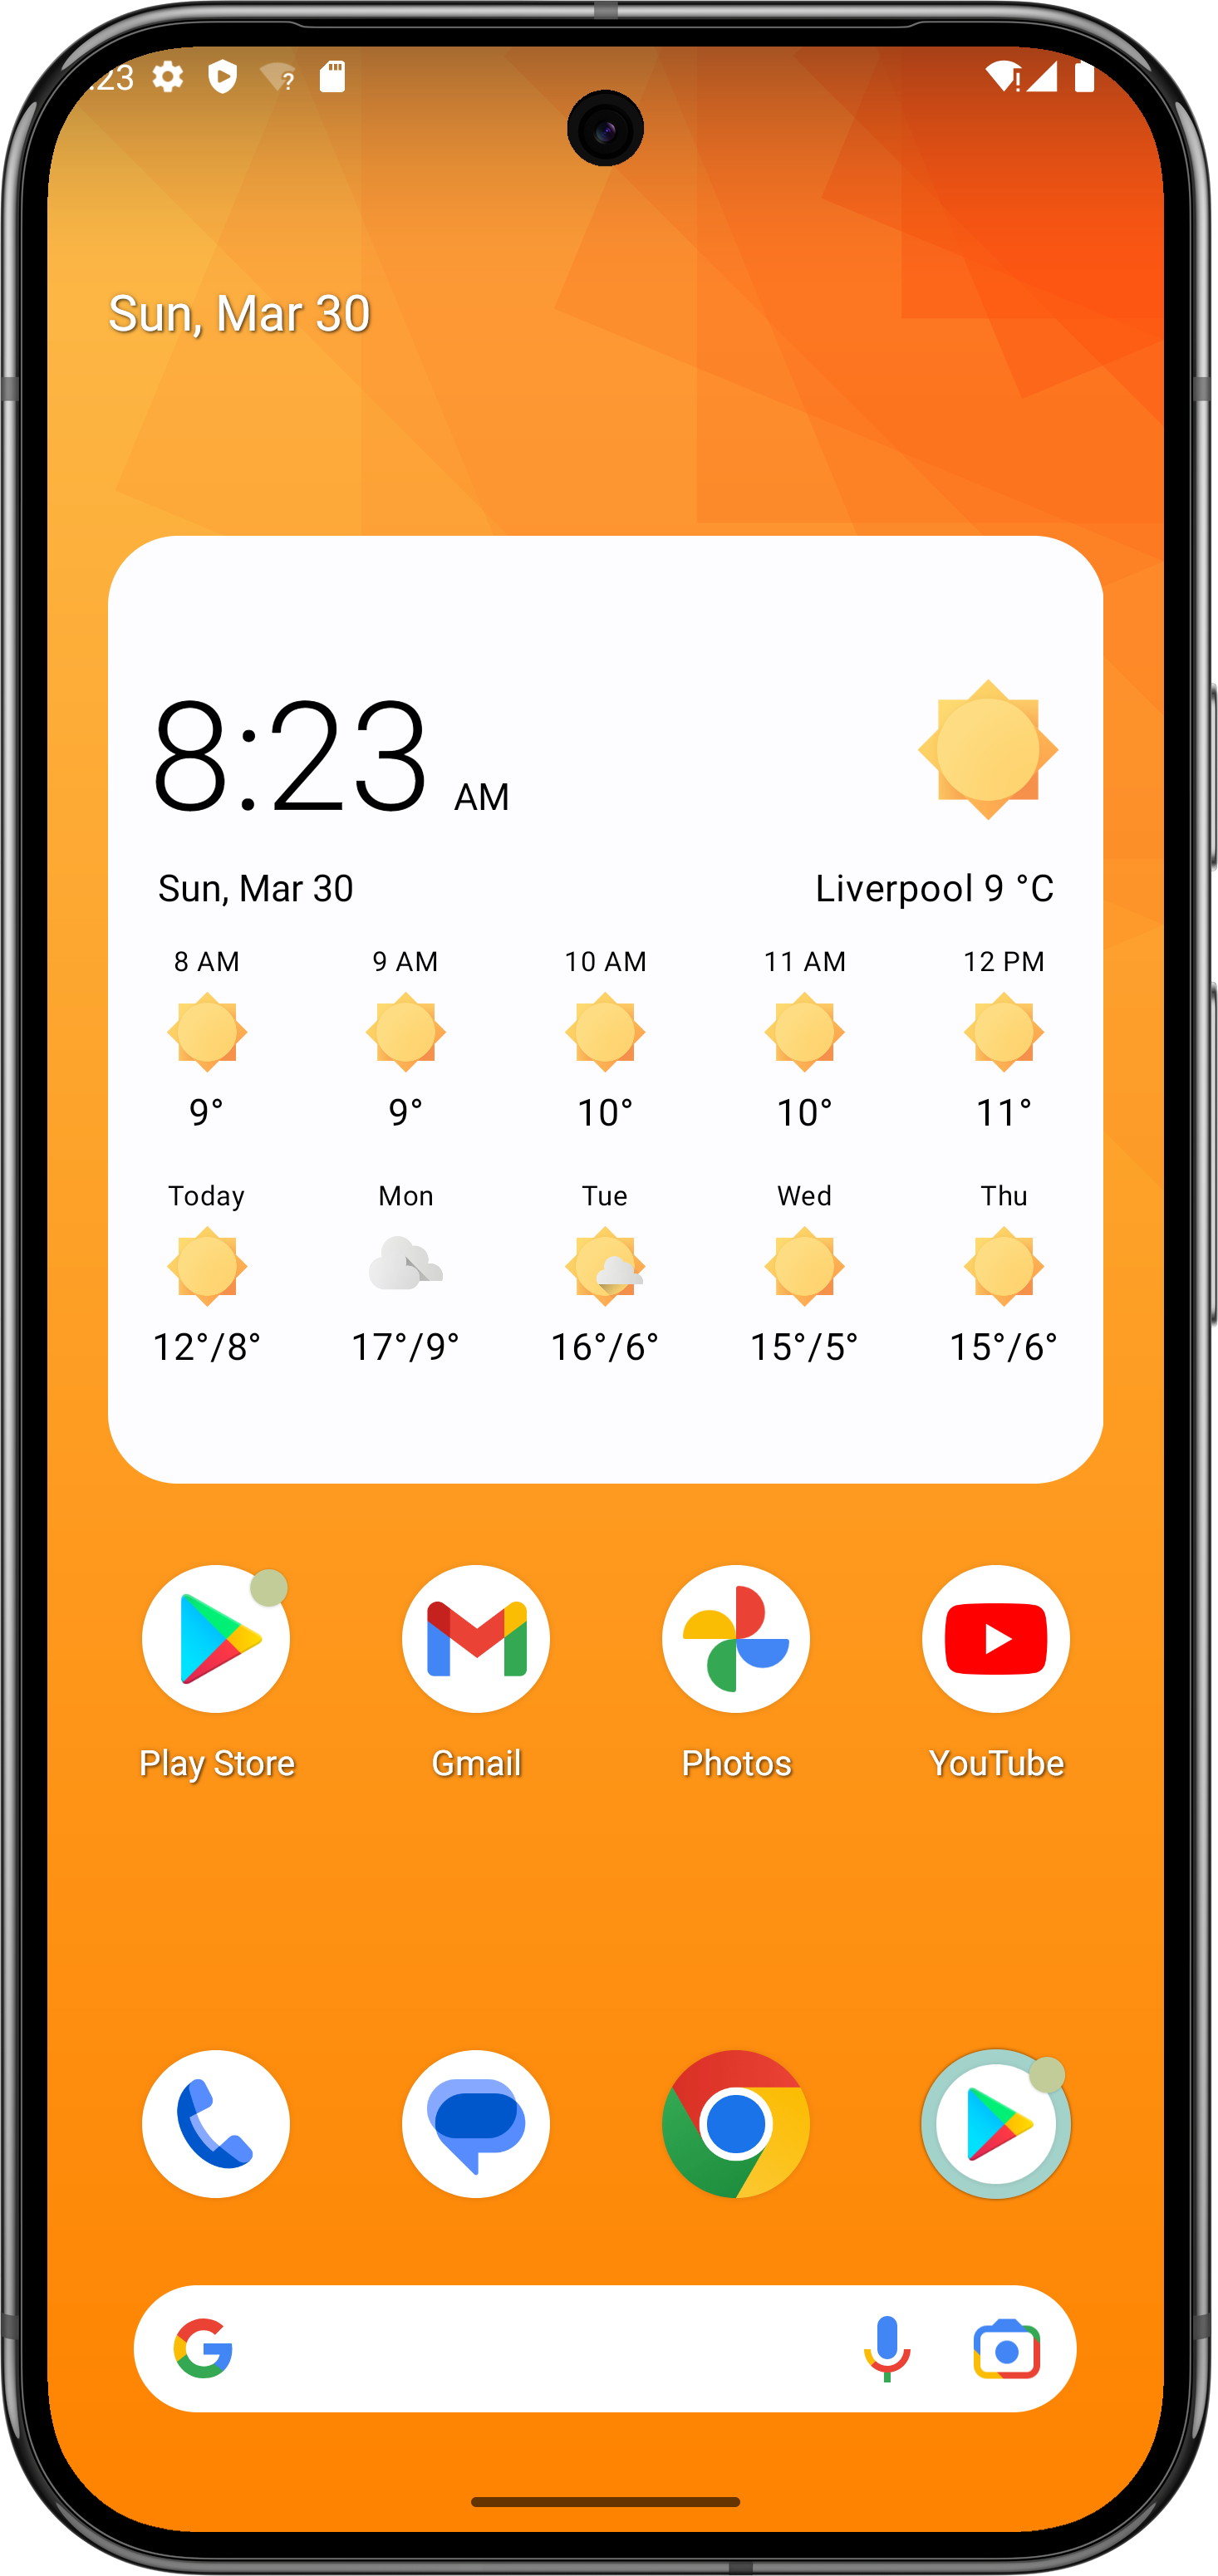 :23
Sun, Mar 30
8:23 AM
Sun, Mar 30 Liverpool 9 °C
8 AM 9 AM 10 AM 11 AM 12 PM
9° 9° 10° 10° 11°
Today Mon Tue Wed Thu
12°/8° 17°/9° 16°/6° 15°/5° 15°/6°
Play Store Gmail Photos YouTube